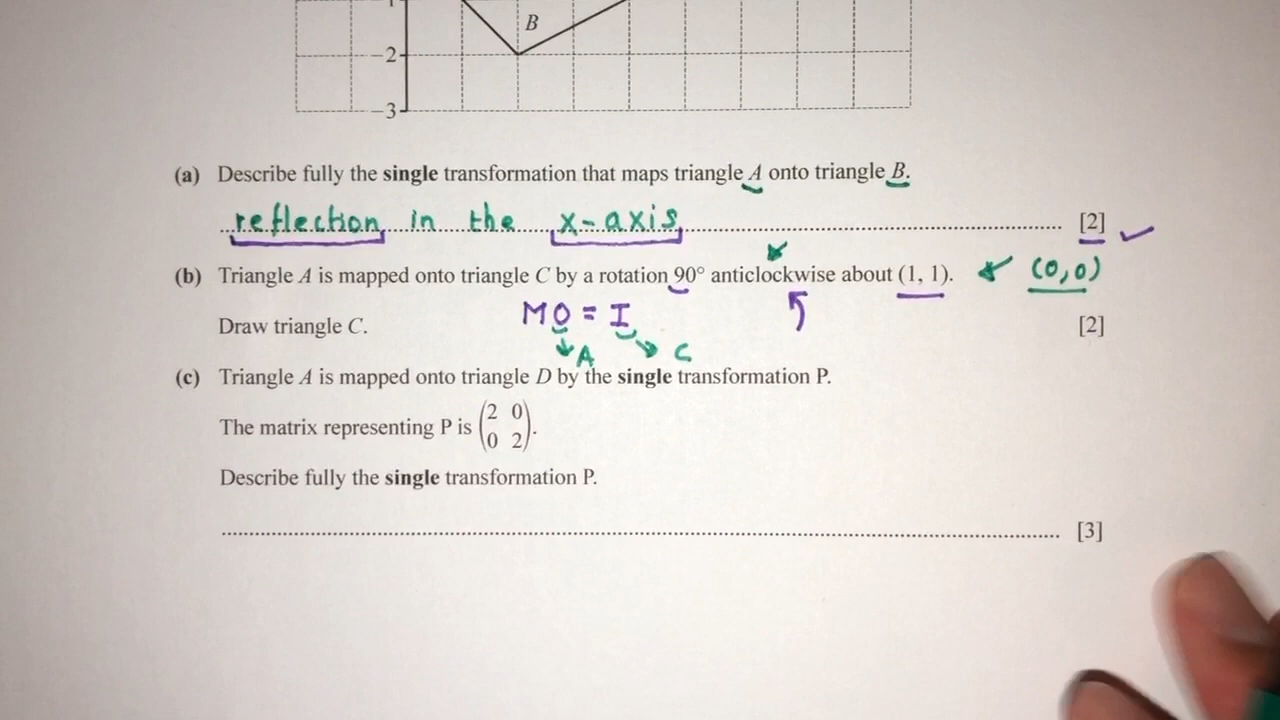 B
-2
-3
(a) Describe fully the single transformation that maps triangle A onto triangle B.
reflection in the x-axis [2]
(b) Triangle A is mapped onto triangle C by a rotation 90° anticlockwise about (1, 1). (0,0)
MO = I
Draw triangle C. [2]
A C
(c) Triangle A is mapped onto triangle D by the single transformation P.
The matrix representing P is (2 0
0 2).
Describe fully the single transformation P.
[3]